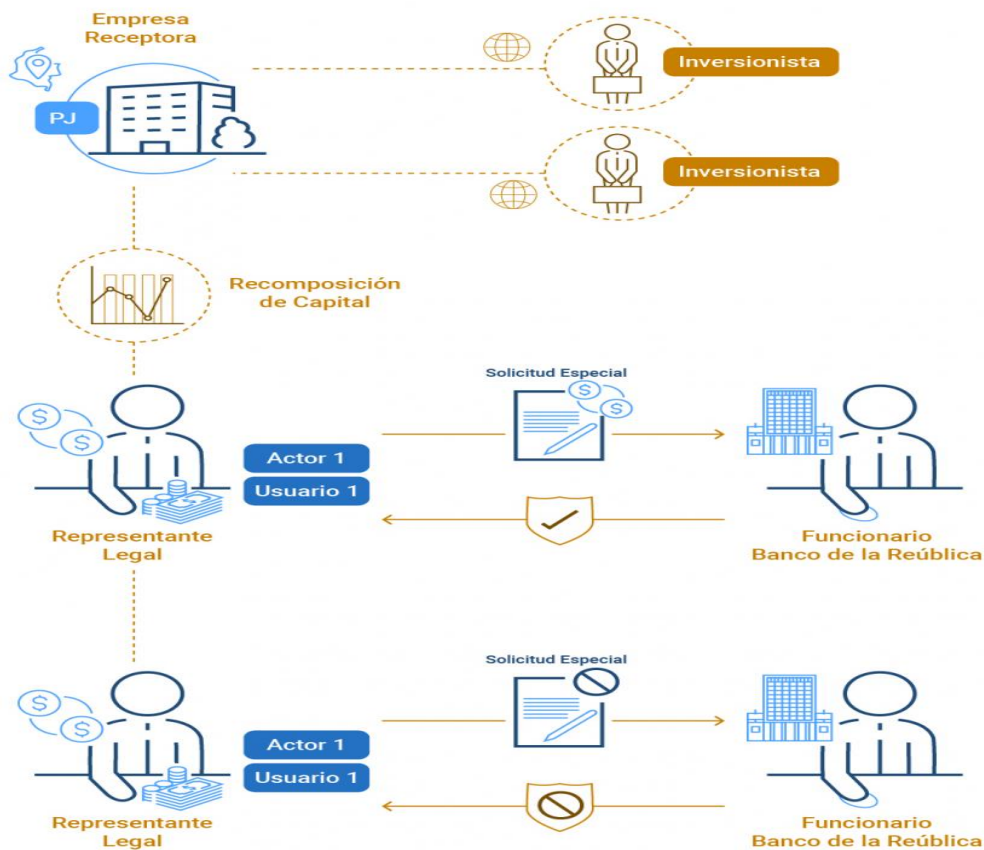 Empresa
Receptora
PJ
Inversionista
Inversionista
Recomposición
de Capital
Solicitud Especial
$
$
$
$
Actor 1
Usuario 1
Representante
Legal
Funcionario
Banco de la Reública
Solicitud Especial
$
$
Actor 1
Usuario 1
Representante
Legal
Funcionario
Banco de la Reública